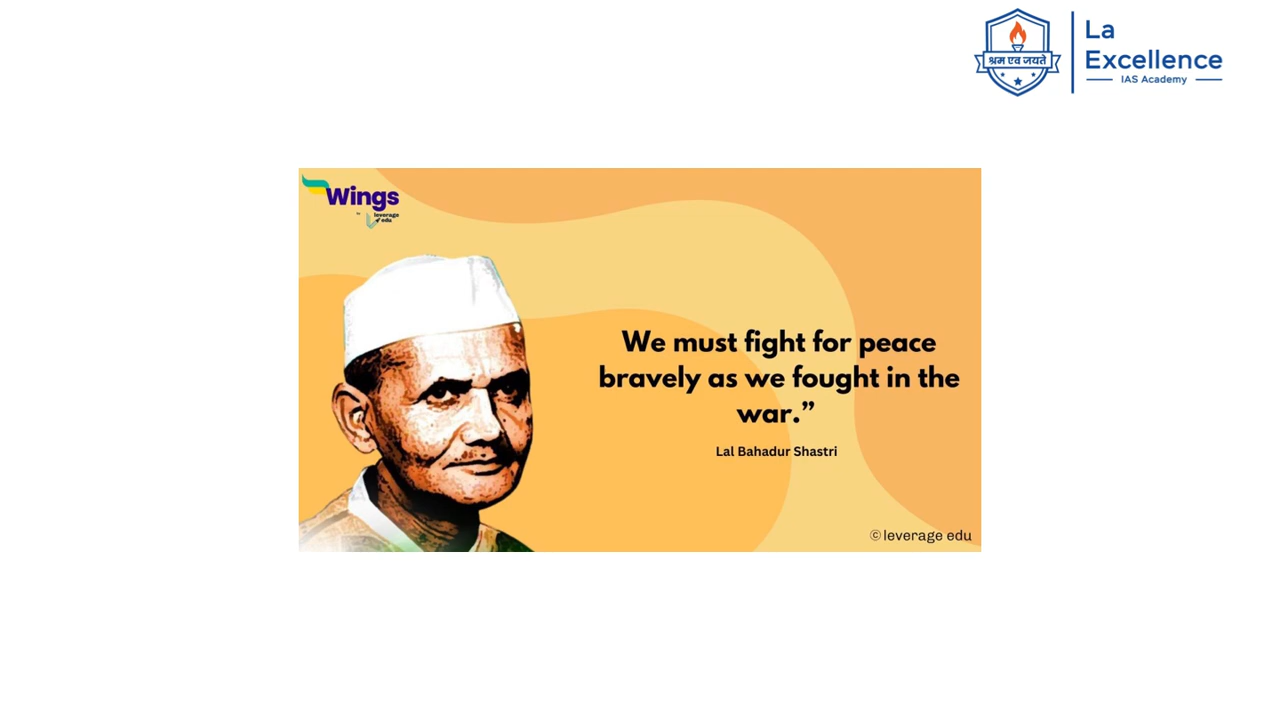 La
Excellence
IAS Academy
श्रम एव जयते
Wings
by leverage
edu
We must fight for peace
bravely as we fought in the
war.”
Lal Bahadur Shastri
©leverage edu